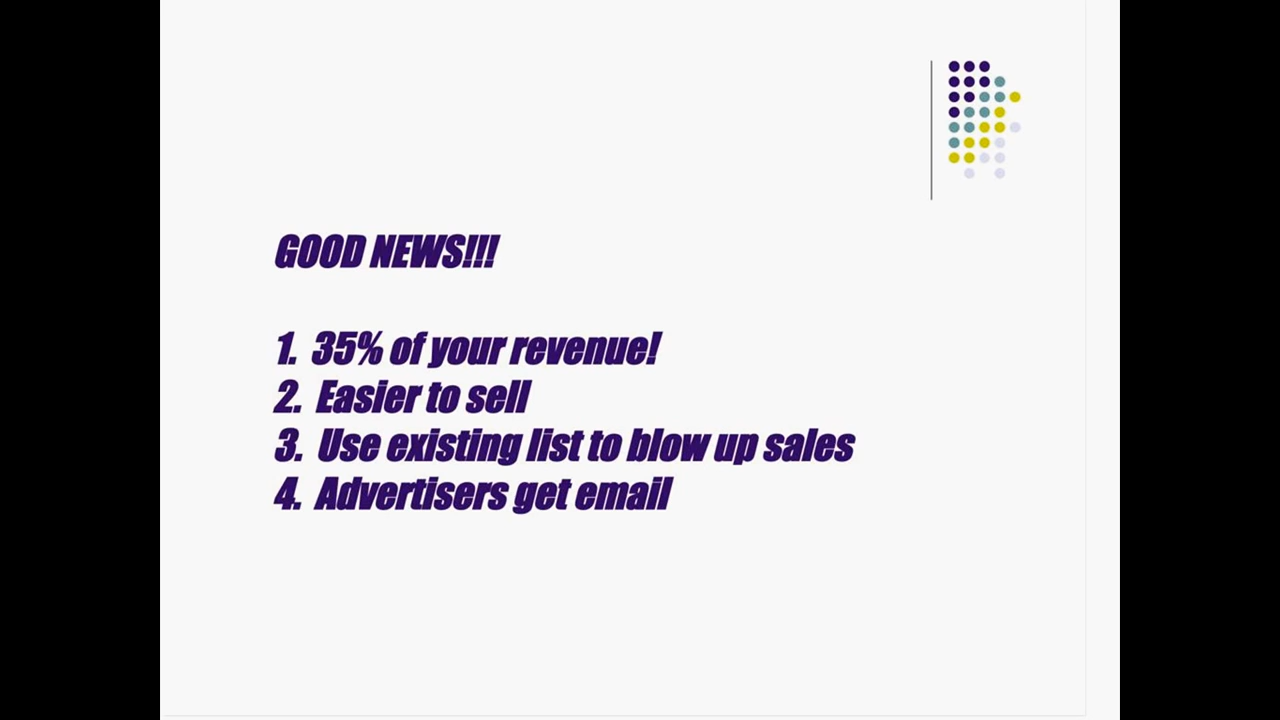 GOOD NEWS!!!
1. 35% of your revenue!
2. Easier to sell
3. Use existing list to blow up sales
4. Advertisers get email